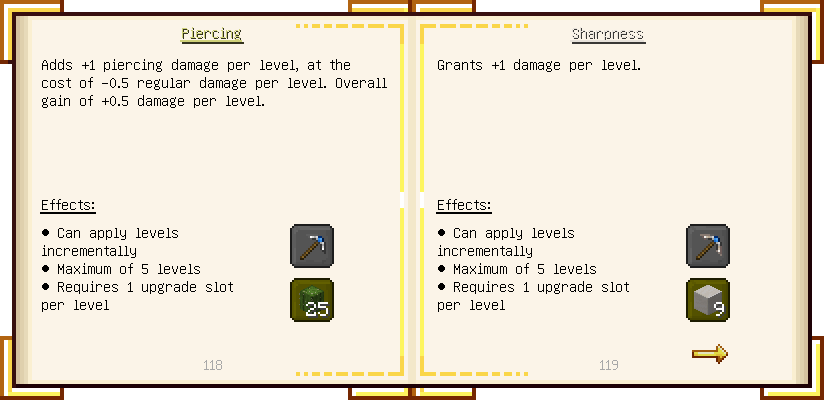 Piercing
Adds +1 piercing damage per level, at the
cost of -0.5 regular damage per level. Overall
gain of +0.5 damage per level.
Effects:
● Can apply levels
incrementally
● Maximum of 5 levels
● Requires 1 upgrade slot
per level
25
118
Sharpness
Grants +1 damage per level.
Effects:
● Can apply levels
incrementally
● Maximum of 5 levels
● Requires 1 upgrade slot
per level
9
119